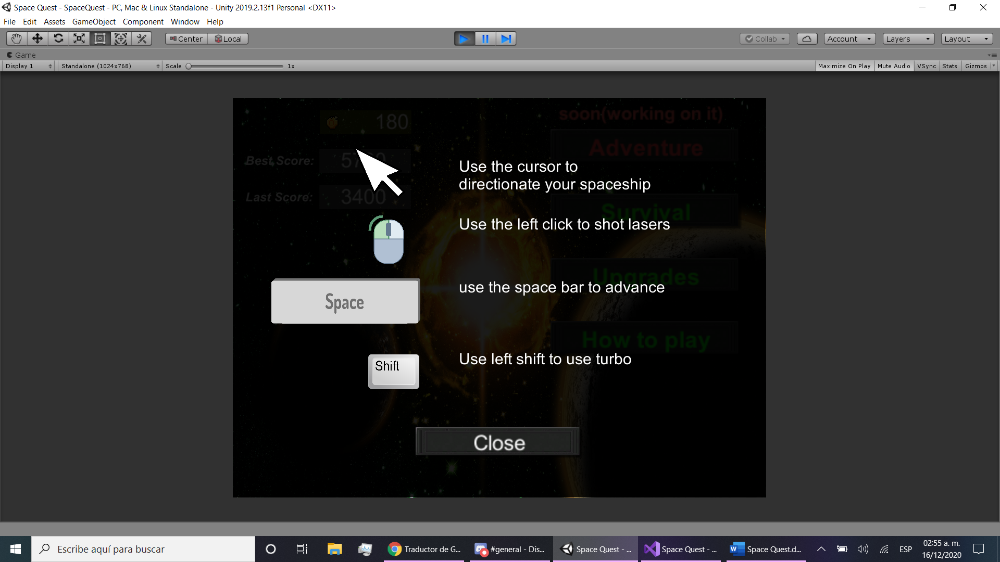 Space Quest - SpaceQuest - PC, Mac & Linux Standalone - Unity 2019.2.13f1 Personal <DX11>
File Edit Assets GameObject Component Window Help
Center Local Collab Account Layers Layout
Game
Display 1 Standalone (1024x768) Scale 1x Maximize On Play Mute Audio VSync Stats Gizmos
180
soon(working on it)
Adventure
Best Score:
Use the cursor to
directionate your spaceship
Last Score: 3400
Survival
Use the left click to shot lasers
Upgrades
use the space bar to advance
Space
How to play
Use left shift to use turbo
Shift
Close
Escribe aquí para buscar
Traductor de G...
#general - Dis...
Space Quest - ...
Space Quest - ...
Space Quest.d...
ESP
02:55 a. m.
16/12/2020